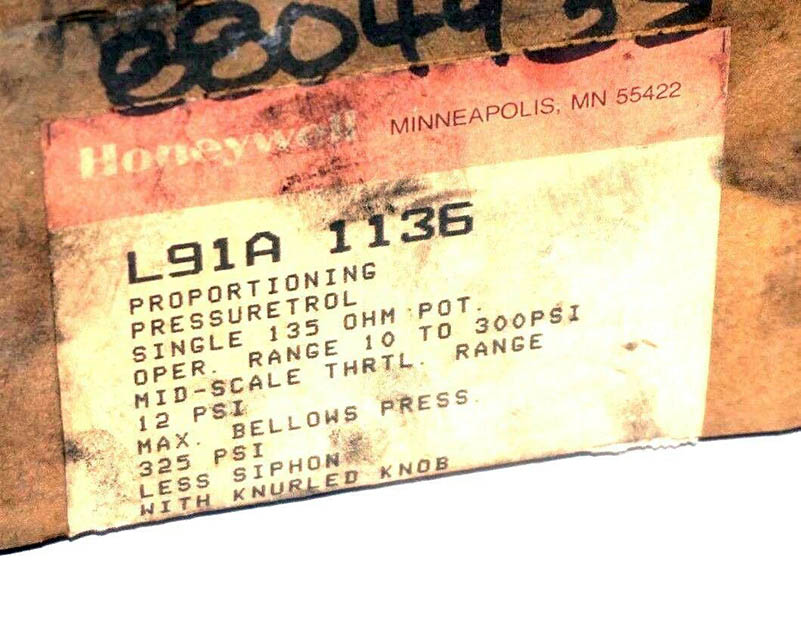 8804933
Honeywell MINNEAPOLIS, MN 55422
L91A 1136
PROPORTIONING
PRESSURETROL
SINGLE 135 OHM POT.
OPER. RANGE 10 TO 300PSI
MID-SCALE THRTL. RANGE
12 PSI
MAX. BELLOWS PRESS.
325 PSI
LESS SIPHON
WITH KNURLED KNOB